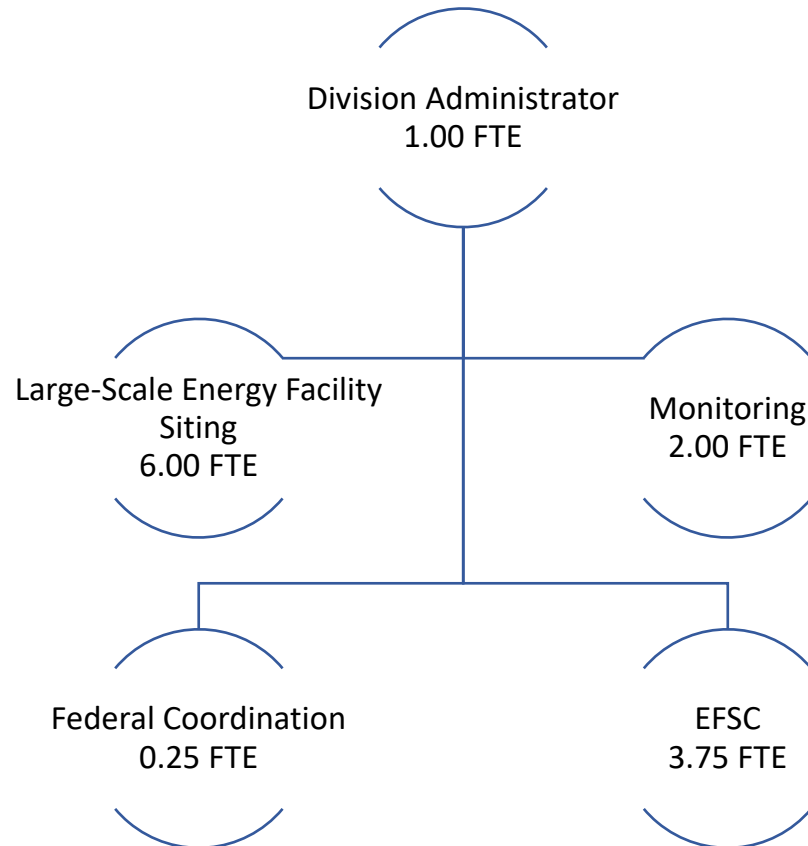 Division Administrator
1.00 FTE
Large-Scale Energy Facility
Siting
6.00 FTE
Monitoring
2.00 FTE
Federal Coordination
0.25 FTE
EFSC
3.75 FTE